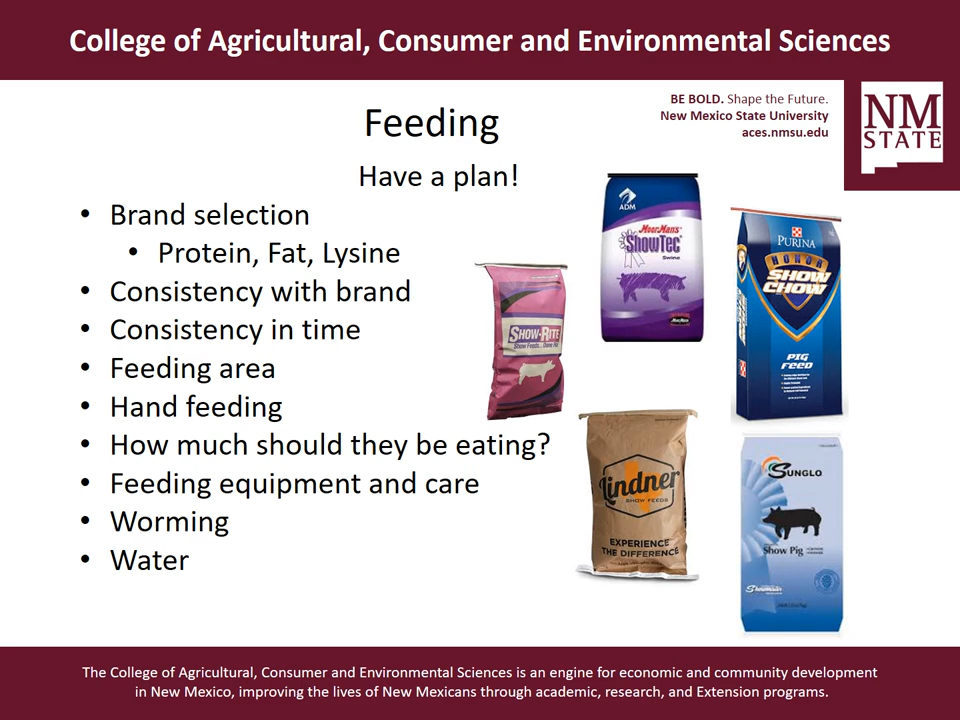 College of Agricultural, Consumer and Environmental Sciences
BE BOLD. Shape the Future.
New Mexico State University
aces.nmsu.edu
NM
STATE
Feeding
Have a plan!
• Brand selection
• Protein, Fat, Lysine
• Consistency with brand
• Consistency in time
• Feeding area
• Hand feeding
• How much should they be eating?
• Feeding equipment and care
• Worming
• Water
ADM
MoorMan's
ShowTec
Swine
PURINA
HONOR
SHOW
CHOW
PIG
FEED
SHOW-RITE
Lindner
SHOW FEEDS
EXPERIENCE
THE DIFFERENCE
SUNGLO
Show Pig
The College of Agricultural, Consumer and Environmental Sciences is an engine for economic and community development
in New Mexico, improving the lives of New Mexicans through academic, research, and Extension programs.